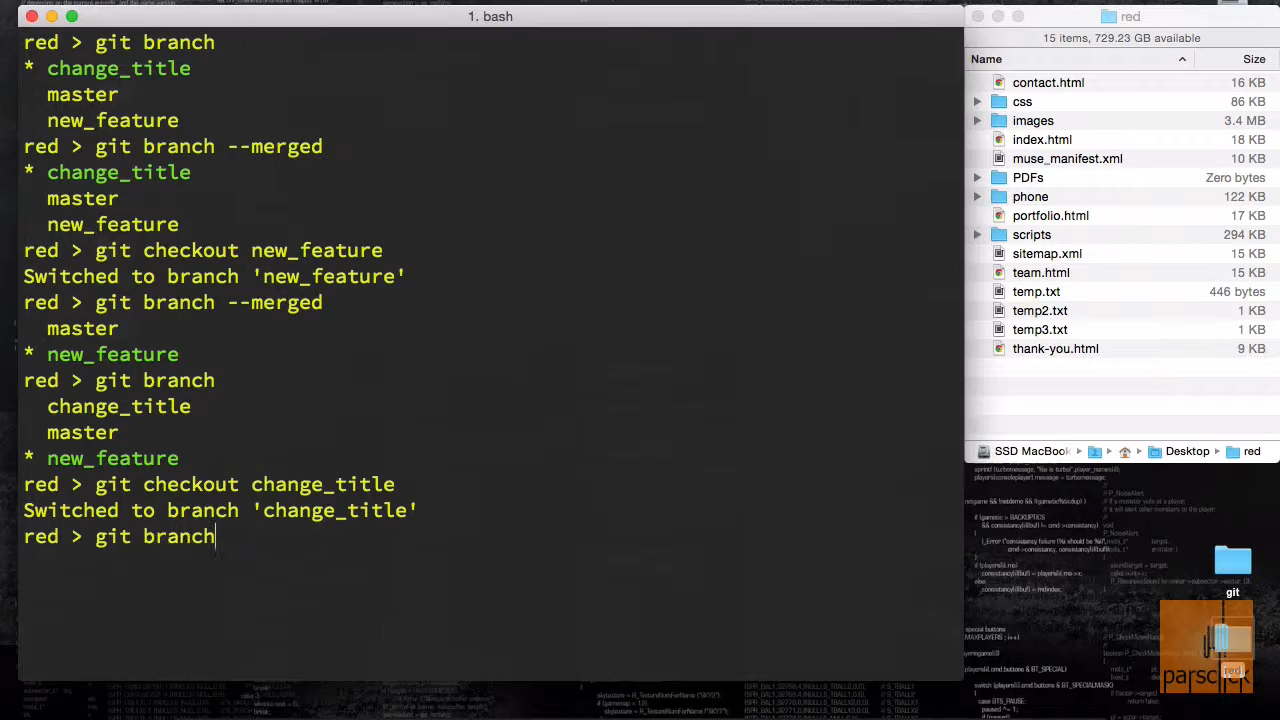 1. bash
red > git branch
* change_title
master
new_feature
red > git branch --merged
* change_title
master
new_feature
red > git checkout new_feature
Switched to branch 'new_feature'
red > git branch --merged
master
* new_feature
red > git branch
change_title
master
* new_feature
red > git checkout change_title
Switched to branch 'change_title'
red > git branch
red
15 items, 729.23 GB available
Name Size
contact.html 16 KB
css 86 KB
images 3.4 MB
index.html 18 KB
muse_manifest.xml 10 KB
PDFs Zero bytes
phone 122 KB
portfolio.html 17 KB
scripts 294 KB
sitemap.xml 10 KB
team.html 15 KB
temp.txt 446 bytes
temp2.txt 1 KB
temp3.txt 1 KB
thank-you.html 9 KB
SSD MacBook Desktop red
git
red
parsclick